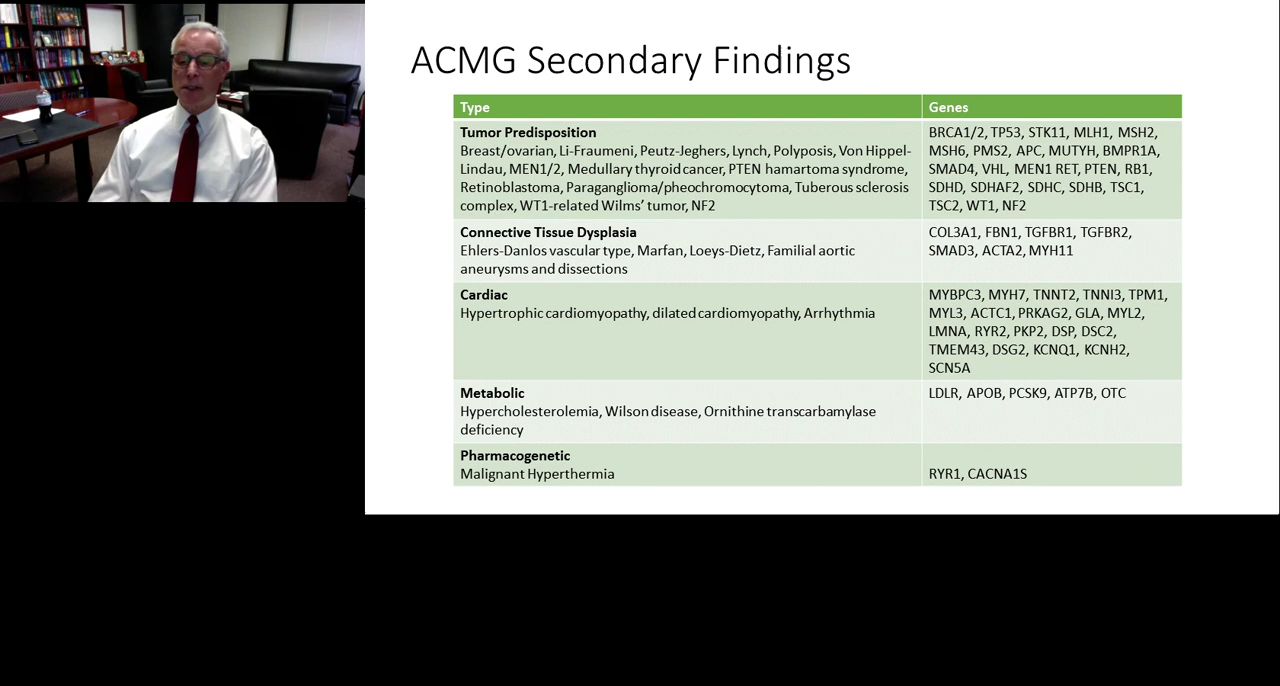 ACMG Secondary Findings
Type
Genes
Tumor Predisposition
Breast/ovarian, Li-Fraumeni, Peutz-Jeghers, Lynch, Polyposis, Von Hippel-
Lindau, MEN1/2, Medullary thyroid cancer, PTEN hamartoma syndrome,
Retinoblastoma, Paraganglioma/pheochromocytoma, Tuberous sclerosis
complex, WT1-related Wilms’ tumor, NF2
BRCA1/2, TP53, STK11, MLH1, MSH2,
MSH6, PMS2, APC, MUTYH, BMPR1A,
SMAD4, VHL, MEN1 RET, PTEN, RB1,
SDHD, SDHAF2, SDHC, SDHB, TSC1,
TSC2, WT1, NF2
Connective Tissue Dysplasia
Ehlers-Danlos vascular type, Marfan, Loeys-Dietz, Familial aortic
aneurysms and dissections
COL3A1, FBN1, TGFBR1, TGFBR2,
SMAD3, ACTA2, MYH11
Cardiac
Hypertrophic cardiomyopathy, dilated cardiomyopathy, Arrhythmia
MYBPC3, MYH7, TNNT2, TNNI3, TPM1,
MYL3, ACTC1, PRKAG2, GLA, MYL2,
LMNA, RYR2, PKP2, DSP, DSC2,
TMEM43, DSG2, KCNQ1, KCNH2,
SCN5A
Metabolic
Hypercholesterolemia, Wilson disease, Ornithine transcarbamylase
deficiency
LDLR, APOB, PCSK9, ATP7B, OTC
Pharmacogenetic
Malignant Hyperthermia
RYR1, CACNA1S